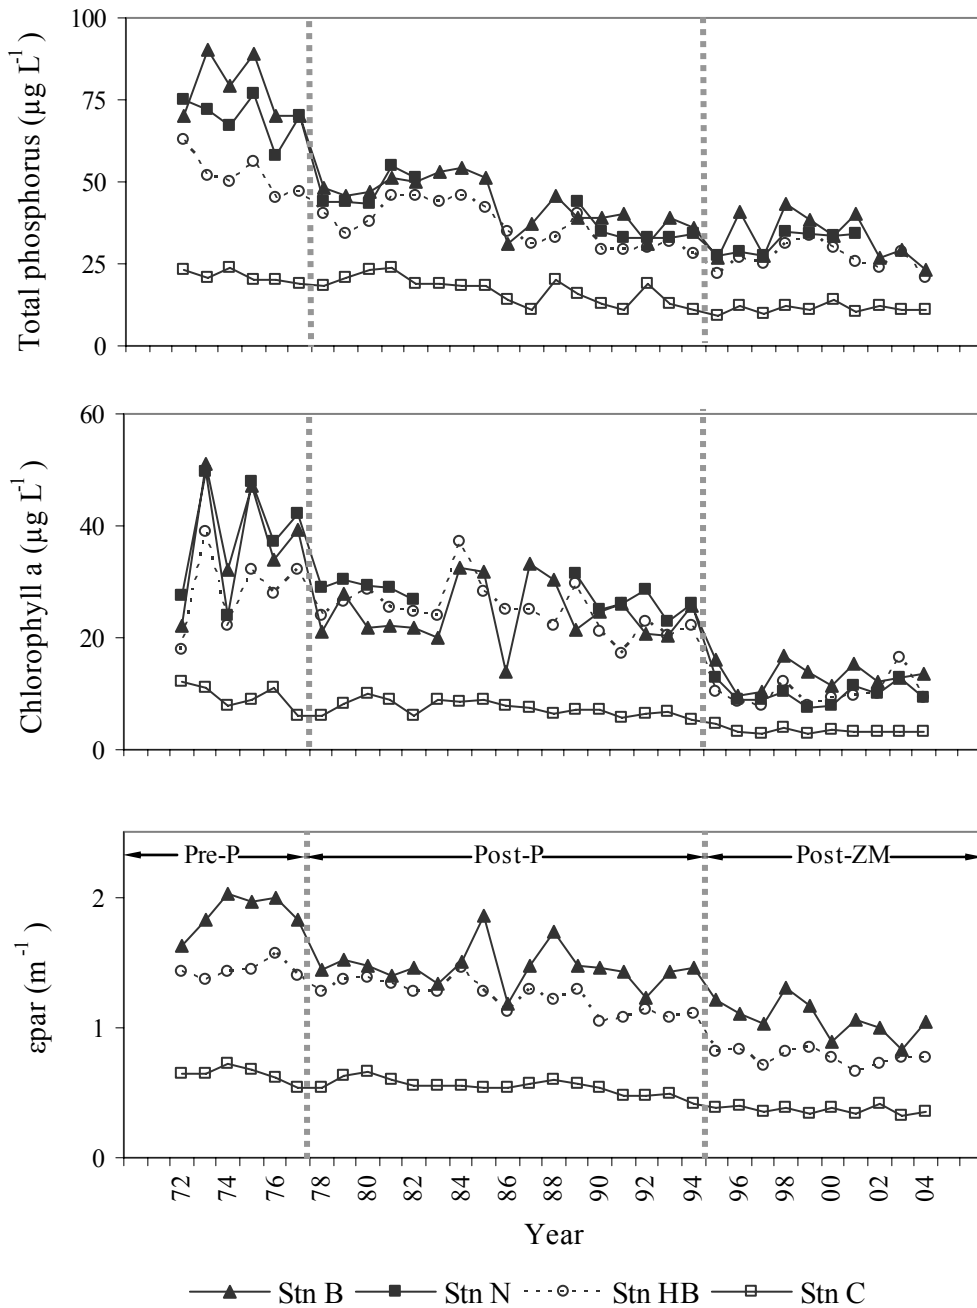 Total phosphorus (µg L⁻¹)
100
75
50
25
0
Chlorophyll a (µg L⁻¹)
60
40
20
0
εpar (m⁻¹)
2
1
0
Pre-P Post-P Post-ZM
72 74 76 78 80 82 84 86 88 90 92 94 96 98 00 02 04
Year
Stn B Stn N Stn HB Stn C